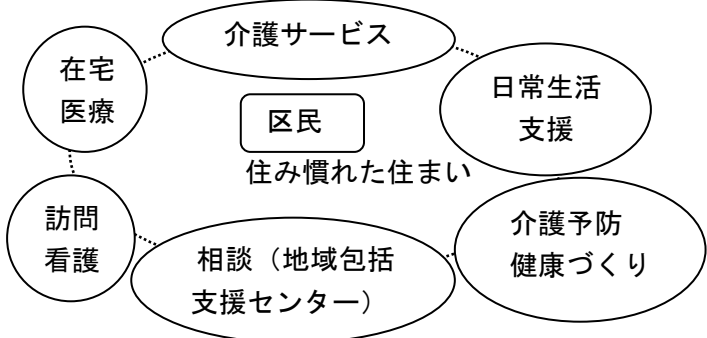 介護サービス
在宅
医療
日常生活
支援
区民
住み慣れた住まい
訪問
看護
相談（地域包括
支援センター）
介護予防
健康づくり